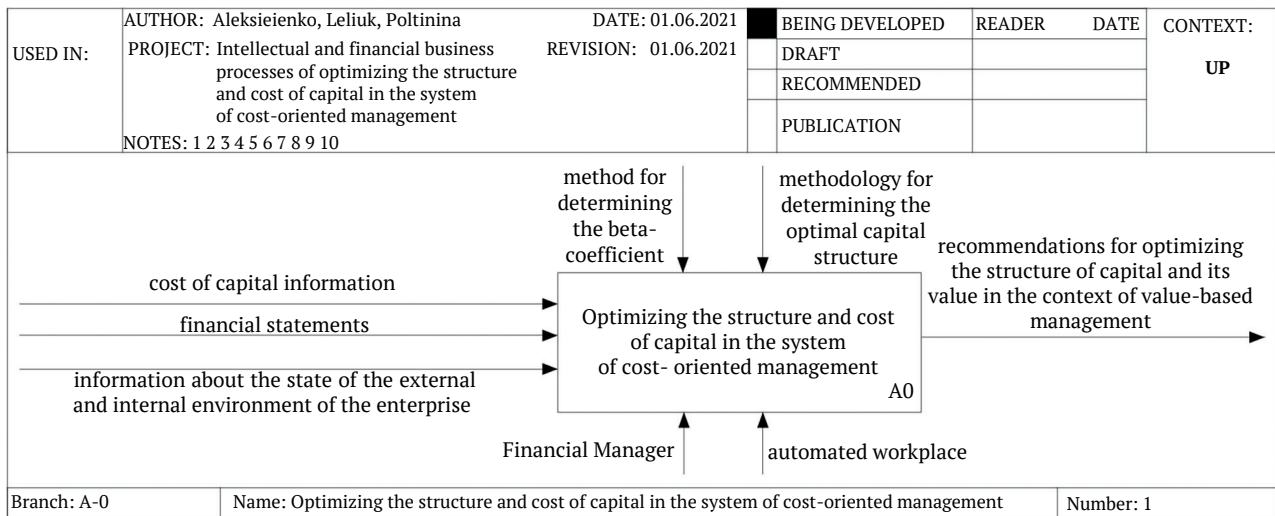 USED IN:
AUTHOR: Aleksieienko, Leliuk, Poltinina
DATE: 01.06.2021
PROJECT: Intellectual and financial business
processes of optimizing the structure
and cost of capital in the system
of cost-oriented management
REVISION: 01.06.2021
NOTES: 1 2 3 4 5 6 7 8 9 10
BEING DEVELOPED
DRAFT
RECOMMENDED
PUBLICATION
READER DATE
CONTEXT:
UP
method for
determining
the beta-
coefficient
methodology for
determining the
optimal capital
structure
cost of capital information
financial statements
information about the state of the external
and internal environment of the enterprise
Optimizing the structure and cost
of capital in the system
of cost- oriented management
A0
recommendations for optimizing
the structure of capital and its
value in the context of value-based
management
Financial Manager
automated workplace
Branch: A-0
Name: Optimizing the structure and cost of capital in the system of cost-oriented management
Number: 1